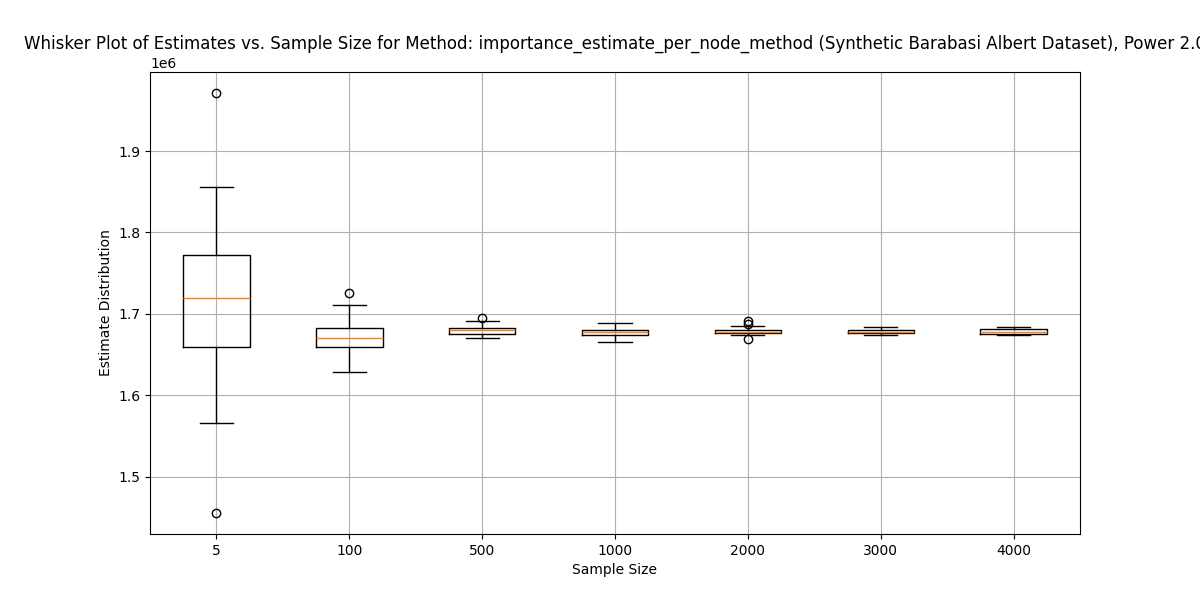 Whisker Plot of Estimates vs. Sample Size for Method: importance_estimate_per_node_method (Synthetic Barabasi Albert Dataset), Power 2.0
1e6
1.9
1.8
1.7
1.6
1.5
Estimate Distribution
5 100 500 1000 2000 3000 4000
Sample Size